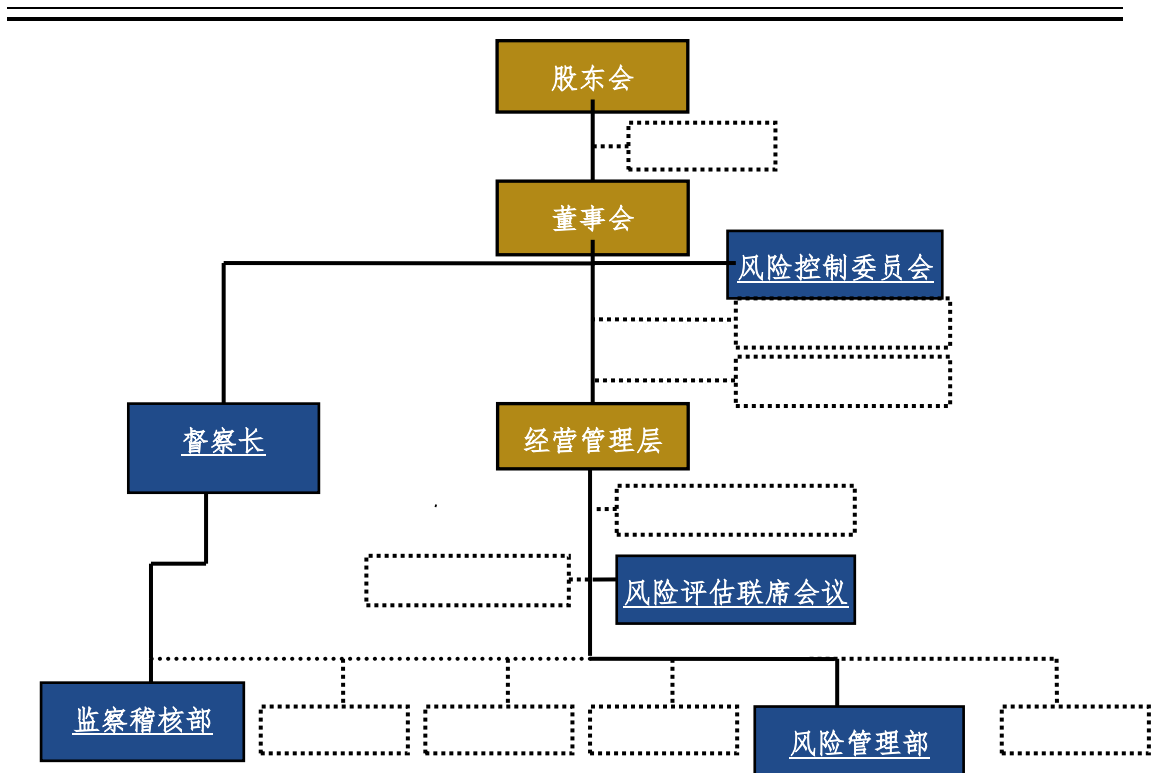 股东会
董事会
风险控制委员会
督察长
经营管理层
风险评估联席会议
监察稽核部
风险管理部